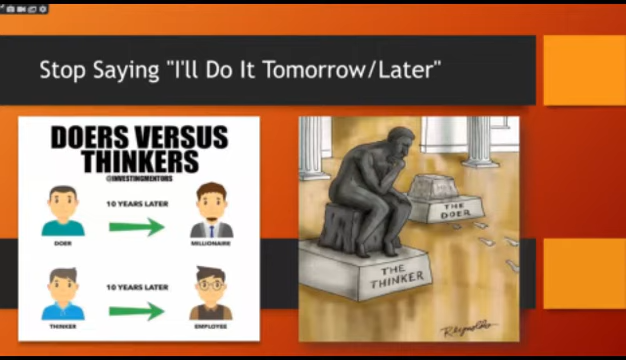 Stop Saying "I'll Do It Tomorrow/Later"
DOERS VERSUS
THINKERS
@INVESTINGMENTORS
10 YEARS LATER
DOER
MILLIONAIRE
10 YEARS LATER
THINKER
EMPLOYEE
THE
DOER
THE
THINKER
Reynolds